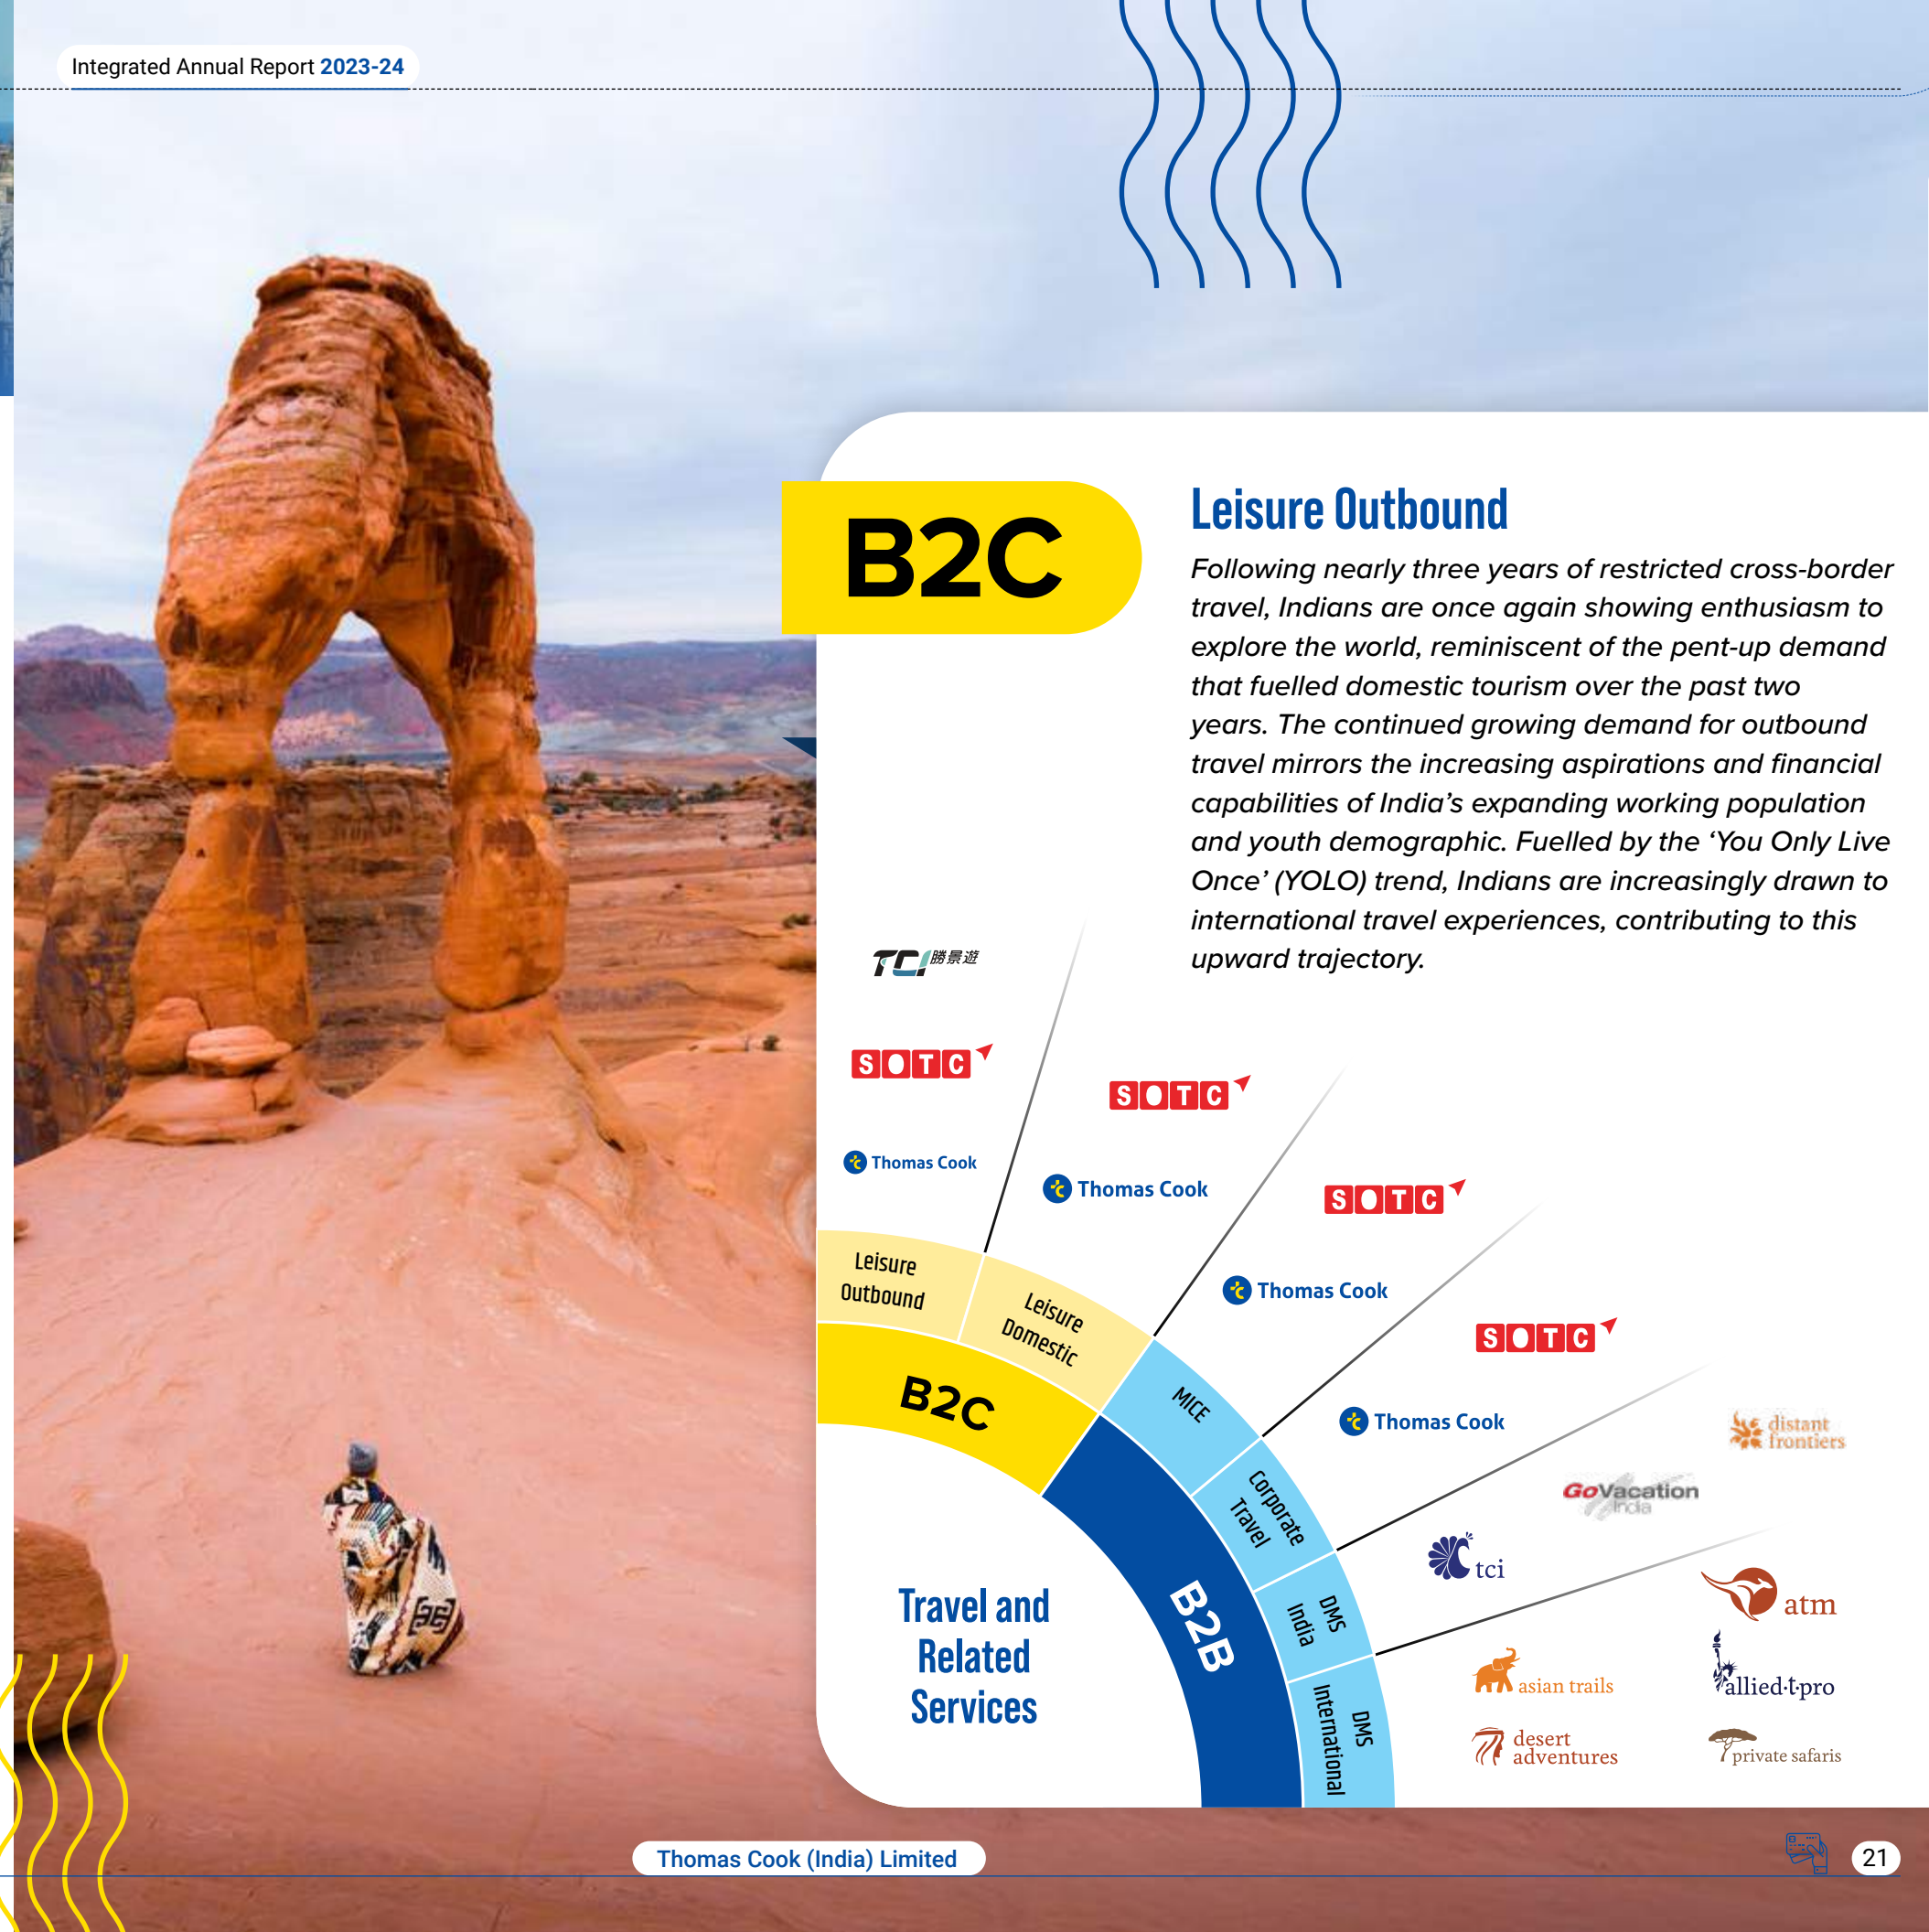 Integrated Annual Report 2023-24
B2C
Leisure Outbound
Following nearly three years of restricted cross-border
travel, Indians are once again showing enthusiasm to
explore the world, reminiscent of the pent-up demand
that fuelled domestic tourism over the past two
years. The continued growing demand for outbound
travel mirrors the increasing aspirations and financial
capabilities of India’s expanding working population
and youth demographic. Fuelled by the ‘You Only Live
Once’ (YOLO) trend, Indians are increasingly drawn to
international travel experiences, contributing to this
upward trajectory.
TCI勝景遊
SOTC
Thomas Cook
SOTC
Thomas Cook
SOTC
Thomas Cook
SOTC
Thomas Cook
distant
frontiers
GoVacation
India
tci
atm
asian trails
allied·t·pro
desert
adventures
private safaris
Leisure
Outbound
Leisure
Domestic
MICE
Corporate
Travel
DMS
India
DMS
International
B2C
B2B
Travel and
Related
Services
Thomas Cook (India) Limited
21